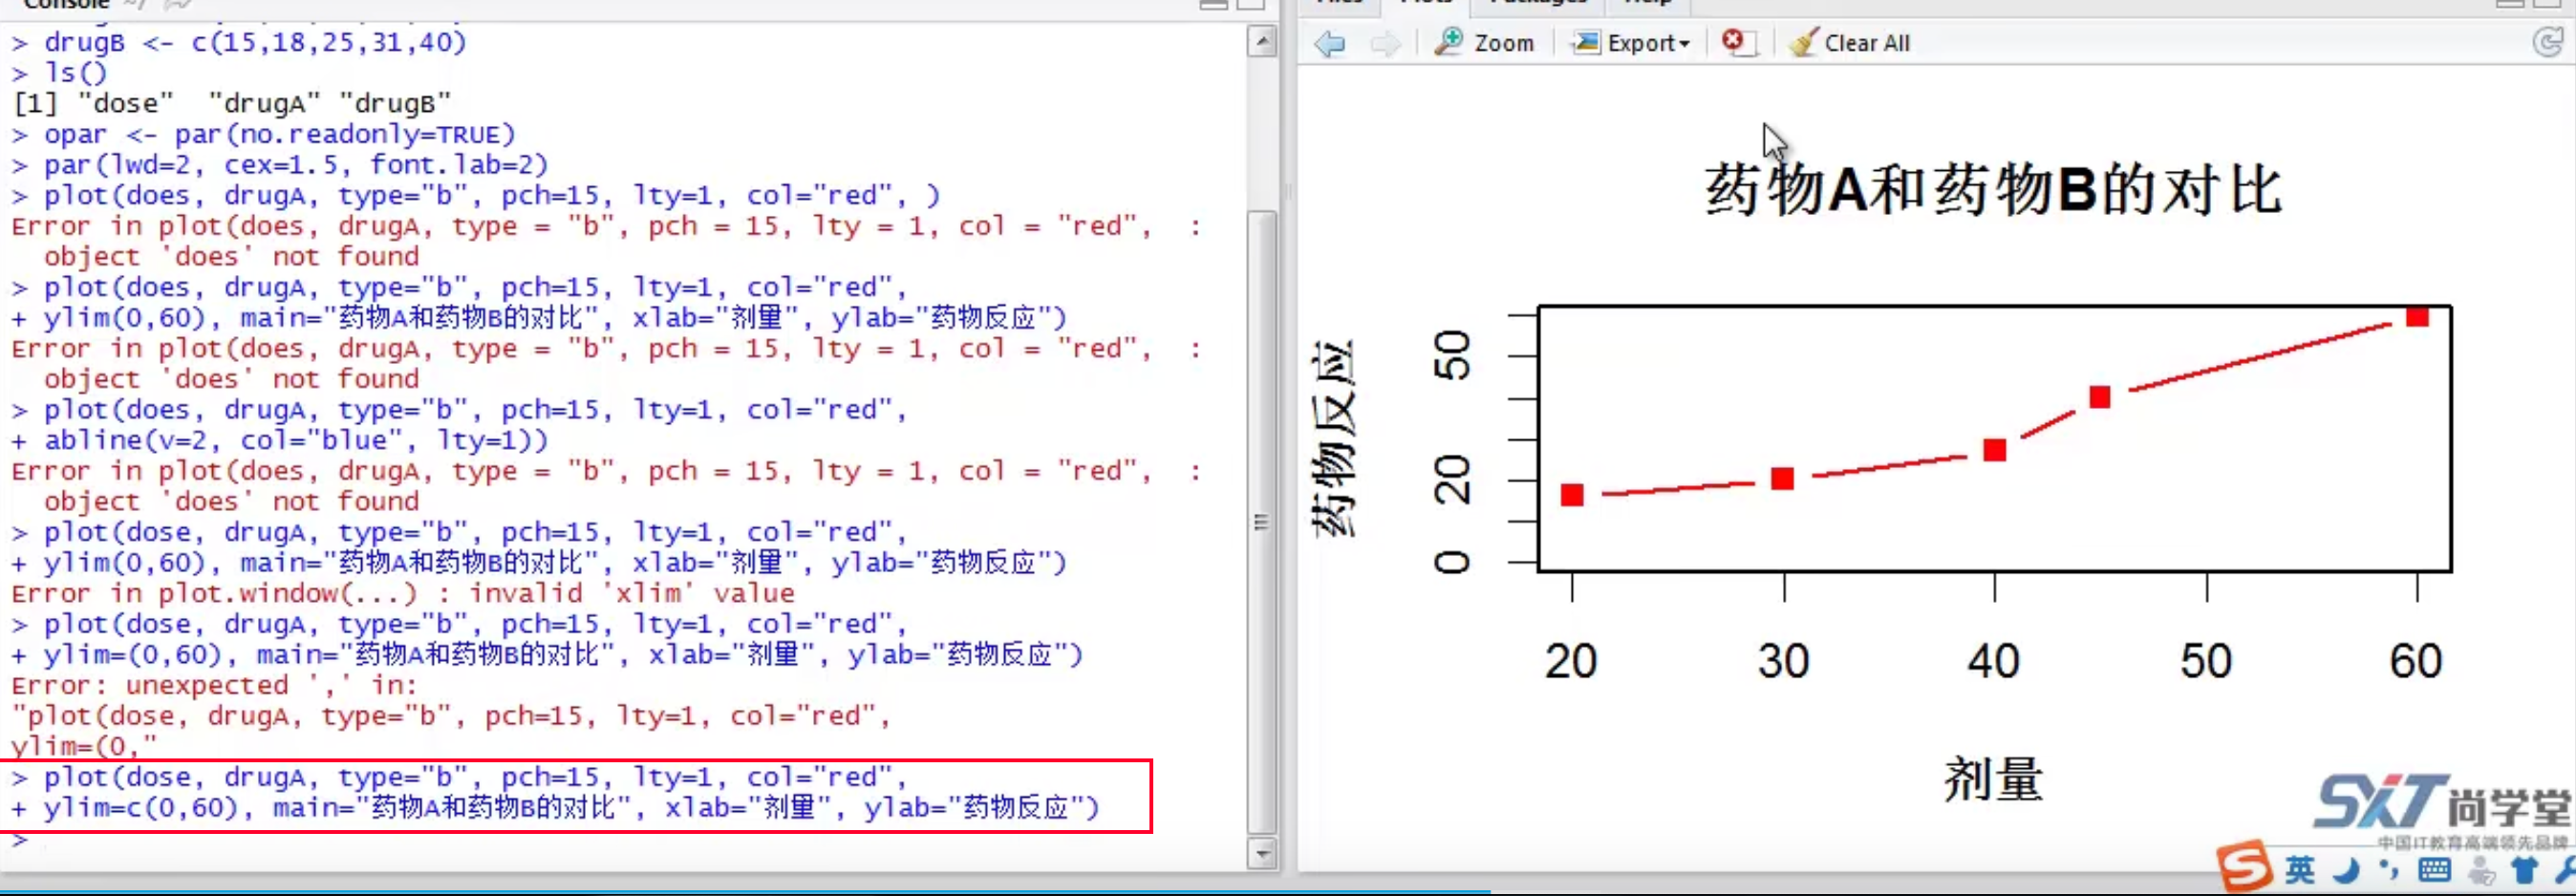 Console ~/
> drugB <- c(15,18,25,31,40)
> ls()
[1] "dose"  "drugA" "drugB"
> opar <- par(no.readonly=TRUE)
> par(lwd=2, cex=1.5, font.lab=2)
> plot(does, drugA, type="b", pch=15, lty=1, col="red", )
Error in plot(does, drugA, type = "b", pch = 15, lty = 1, col = "red",  :
  object 'does' not found
> plot(does, drugA, type="b", pch=15, lty=1, col="red",
+ ylim(0,60), main="药物A和药物B的对比", xlab="剂量", ylab="药物反应")
Error in plot(does, drugA, type = "b", pch = 15, lty = 1, col = "red",  :
  object 'does' not found
> plot(does, drugA, type="b", pch=15, lty=1, col="red",
+ abline(v=2, col="blue", lty=1))
Error in plot(does, drugA, type = "b", pch = 15, lty = 1, col = "red",  :
  object 'does' not found
> plot(dose, drugA, type="b", pch=15, lty=1, col="red",
+ ylim(0,60), main="药物A和药物B的对比", xlab="剂量", ylab="药物反应")
Error in plot.window(...) : invalid 'xlim' value
> plot(dose, drugA, type="b", pch=15, lty=1, col="red",
+ ylim=(0,60), main="药物A和药物B的对比", xlab="剂量", ylab="药物反应")
Error: unexpected ',' in:
"plot(dose, drugA, type="b", pch=15, lty=1, col="red",
ylim=(0,"
> plot(dose, drugA, type="b", pch=15, lty=1, col="red",
+ ylim=c(0,60), main="药物A和药物B的对比", xlab="剂量", ylab="药物反应")
>
Files Plots Packages Help
Zoom Export Clear All
药物A和药物B的对比
药物反应
50
20
0
20 30 40 50 60
剂量
SXT尚学堂
中国IT教育高端领先品牌
S英